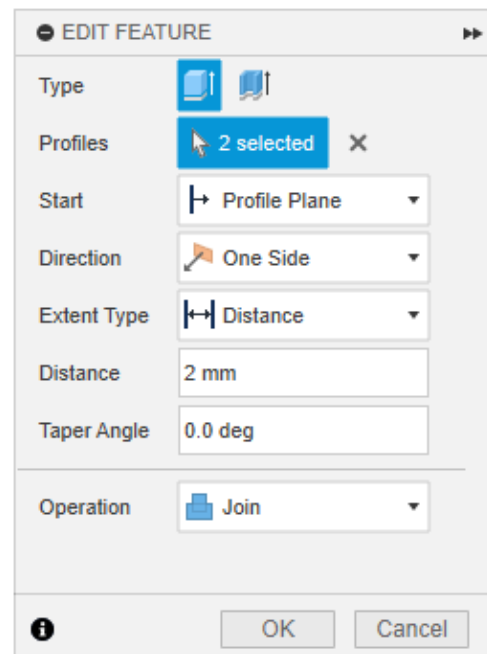 EDIT FEATURE
Type
Profiles 2 selected
Start Profile Plane
Direction One Side
Extent Type Distance
Distance 2 mm
Taper Angle 0.0 deg
Operation Join
OK Cancel